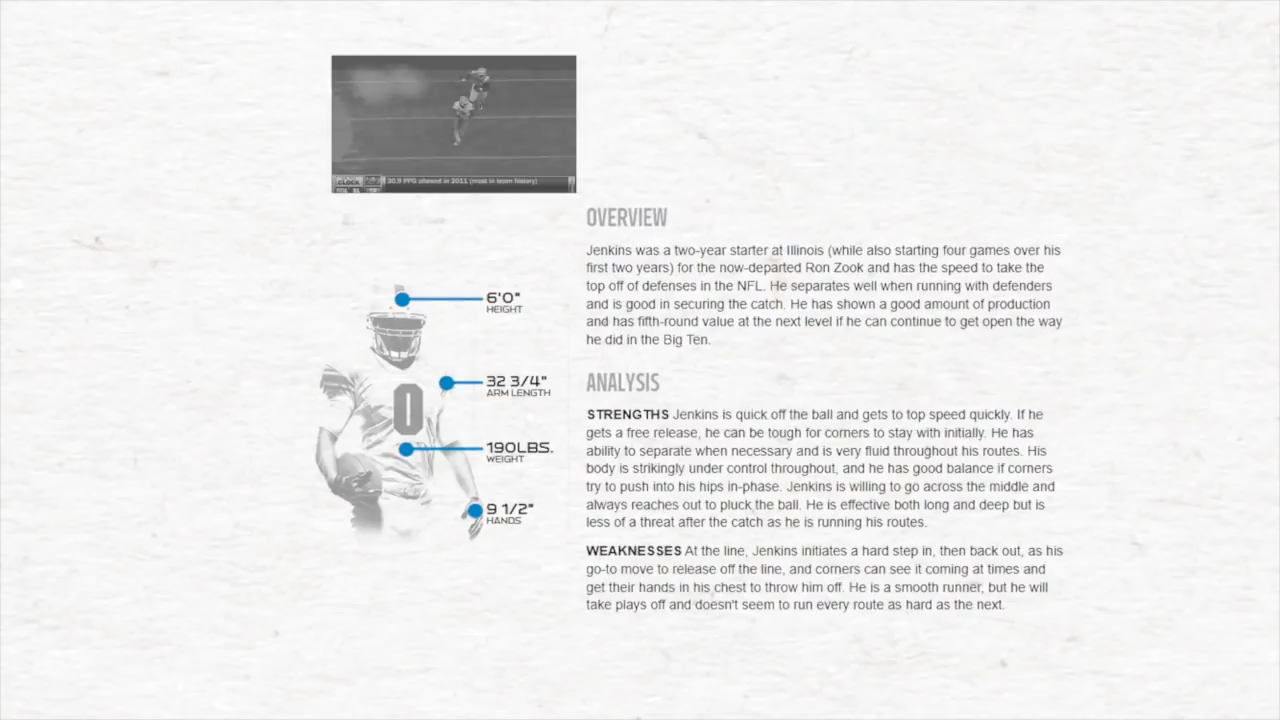 CLOCK
30.9 PPG allowed in 2011 (most in team history)
OVERVIEW
Jenkins was a two-year starter at Illinois (while also starting four games over his
first two years) for the now-departed Ron Zook and has the speed to take the
top off of defenses in the NFL. He separates well when running with defenders
and is good in securing the catch. He has shown a good amount of production
and has fifth-round value at the next level if he can continue to get open the way
he did in the Big Ten.
6'0"
HEIGHT
32 3/4"
ARM LENGTH
0
190LBS.
WEIGHT
9 1/2"
HANDS
ANALYSIS
STRENGTHS Jenkins is quick off the ball and gets to top speed quickly. If he
gets a free release, he can be tough for corners to stay with initially. He has
ability to separate when necessary and is very fluid throughout his routes. His
body is strikingly under control throughout, and he has good balance if corners
try to push into his hips in-phase. Jenkins is willing to go across the middle and
always reaches out to pluck the ball. He is effective both long and deep but is
less of a threat after the catch as he is running his routes.
WEAKNESSES At the line, Jenkins initiates a hard step in, then back out, as his
go-to move to release off the line, and corners can see it coming at times and
get their hands in his chest to throw him off. He is a smooth runner, but he will
take plays off and doesn't seem to run every route as hard as the next.